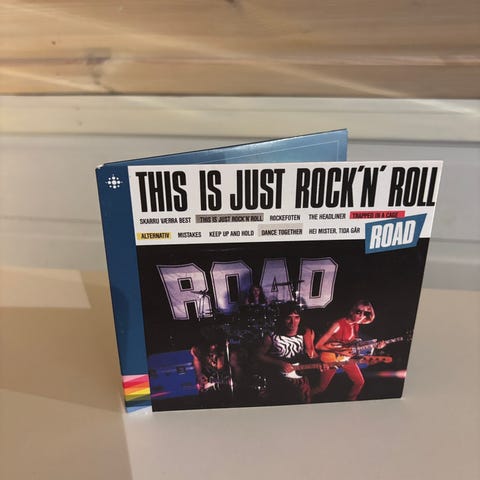 THIS IS JUST ROCK'N' ROLL
SKARRU VÆRRA BEST THIS IS JUST ROCK'N'ROLL ROCKEFOTEN THE HEADLINER TRAPPED IN A CAGE
ALTERNATIV MISTAKES KEEP UP AND HOLD DANCE TOGETHER HEI MISTER, TIDA GÅR
ROAD
ROAD